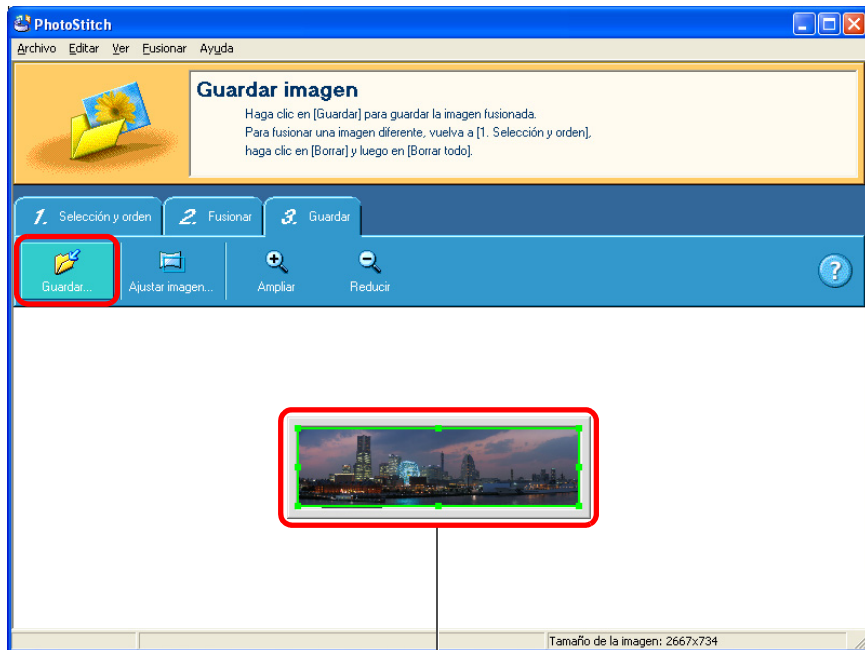 PhotoStitch
Archivo Editar Ver Fusionar Ayuda
Guardar imagen
Haga clic en [Guardar] para guardar la imagen fusionada.
Para fusionar una imagen diferente, vuelva a [1. Selección y orden],
haga clic en [Borrar] y luego en [Borrar todo].
1. Selección y orden 2. Fusionar 3. Guardar
Guardar... Ajustar imagen... Ampliar Reducir ?
Tamaño de la imagen: 2667x734